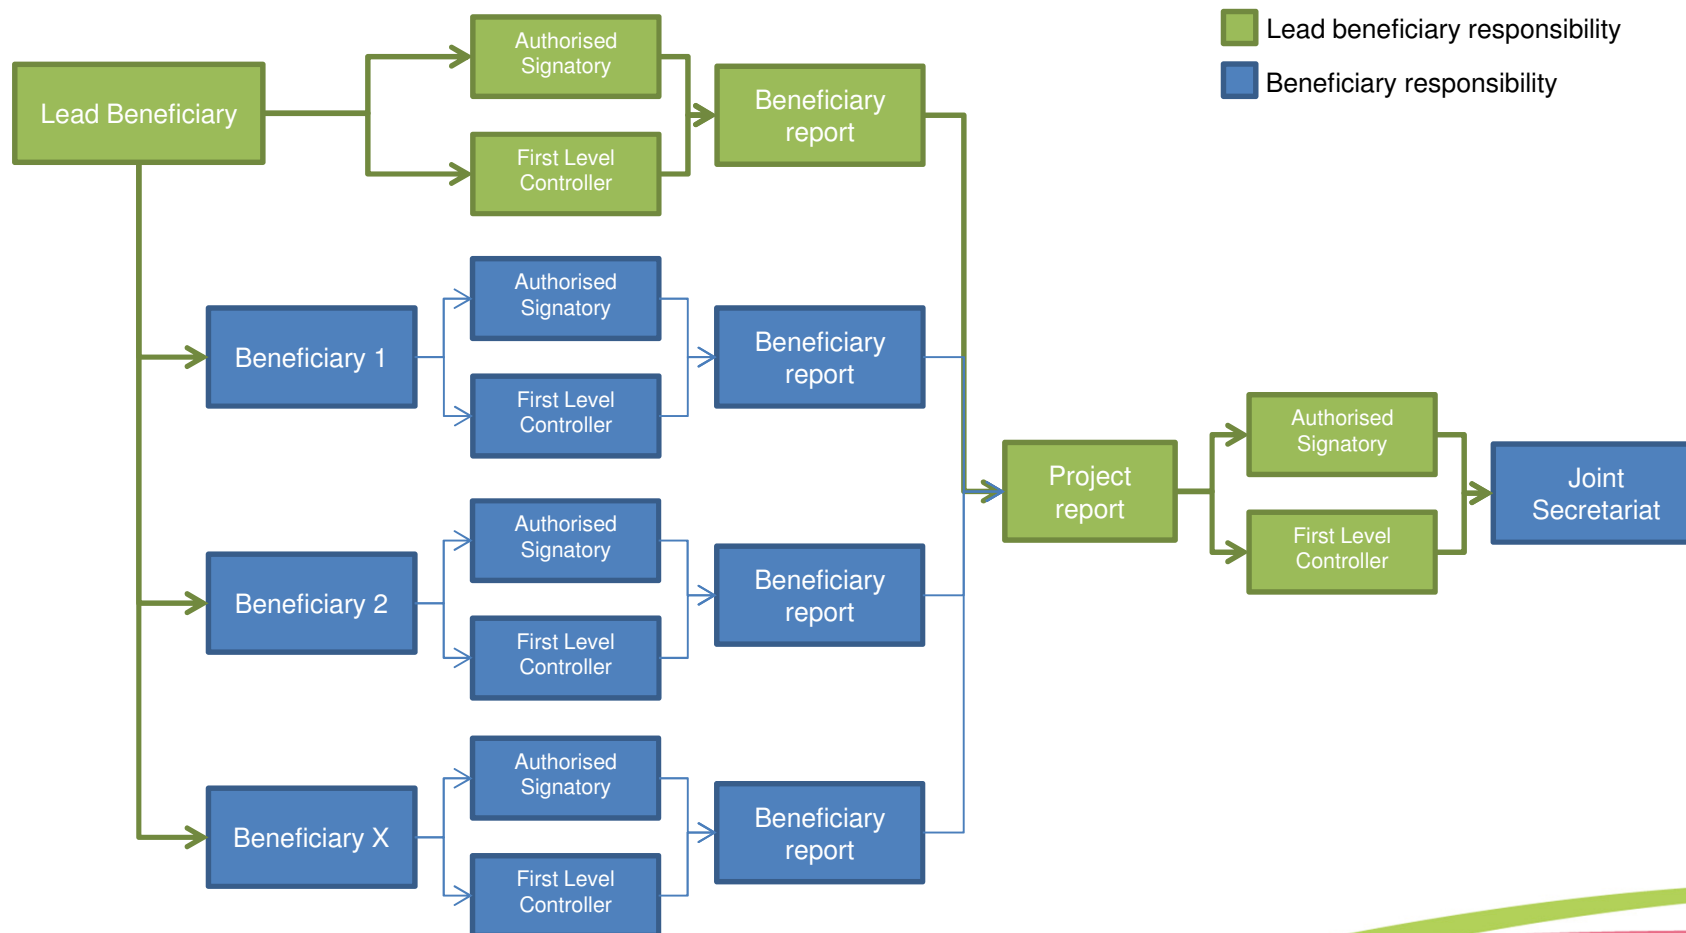 Lead beneficiary responsibility
Beneficiary responsibility
Lead Beneficiary
Authorised
Signatory
First Level
Controller
Beneficiary
report
Beneficiary 1
Authorised
Signatory
First Level
Controller
Beneficiary
report
Beneficiary 2
Authorised
Signatory
First Level
Controller
Beneficiary
report
Beneficiary X
Authorised
Signatory
First Level
Controller
Beneficiary
report
Project
report
Authorised
Signatory
First Level
Controller
Joint
Secretariat